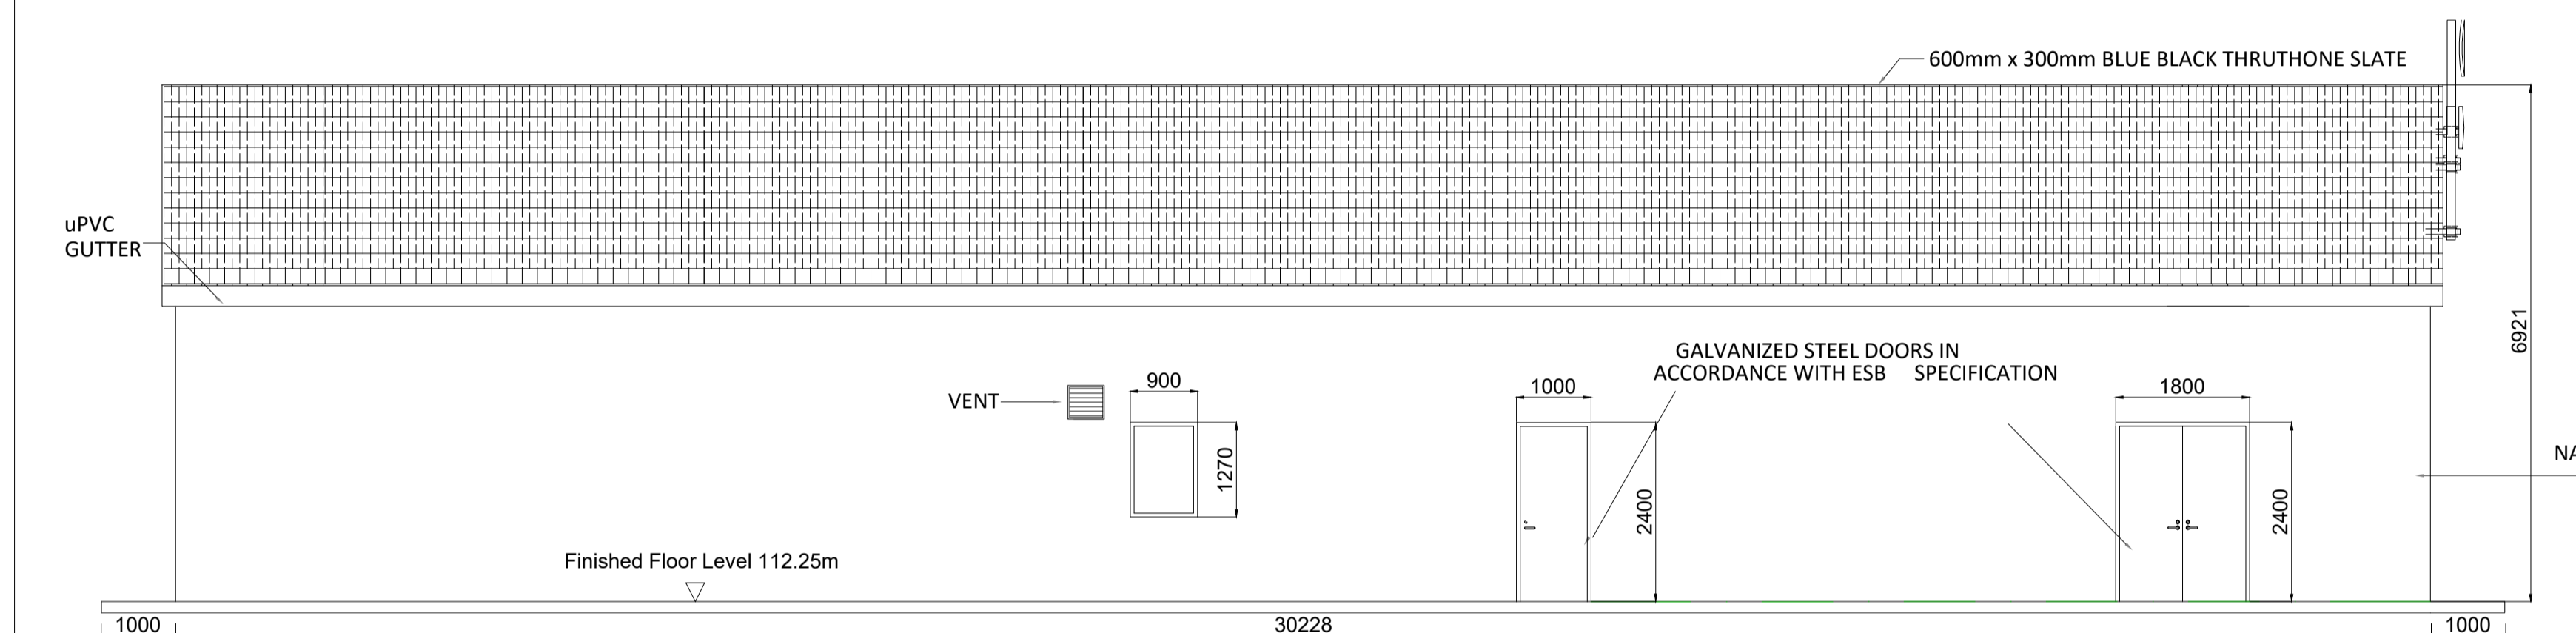 600mm x 300mm BLUE BLACK THRUTHONE SLATE
uPVC
GUTTER
6921
GALVANIZED STEEL DOORS IN
ACCORDANCE WITH ESB SPECIFICATION
VENT
900
1000
1800
1270
2400
2400
NA
Finished Floor Level 112.25m
1000
30228
1000